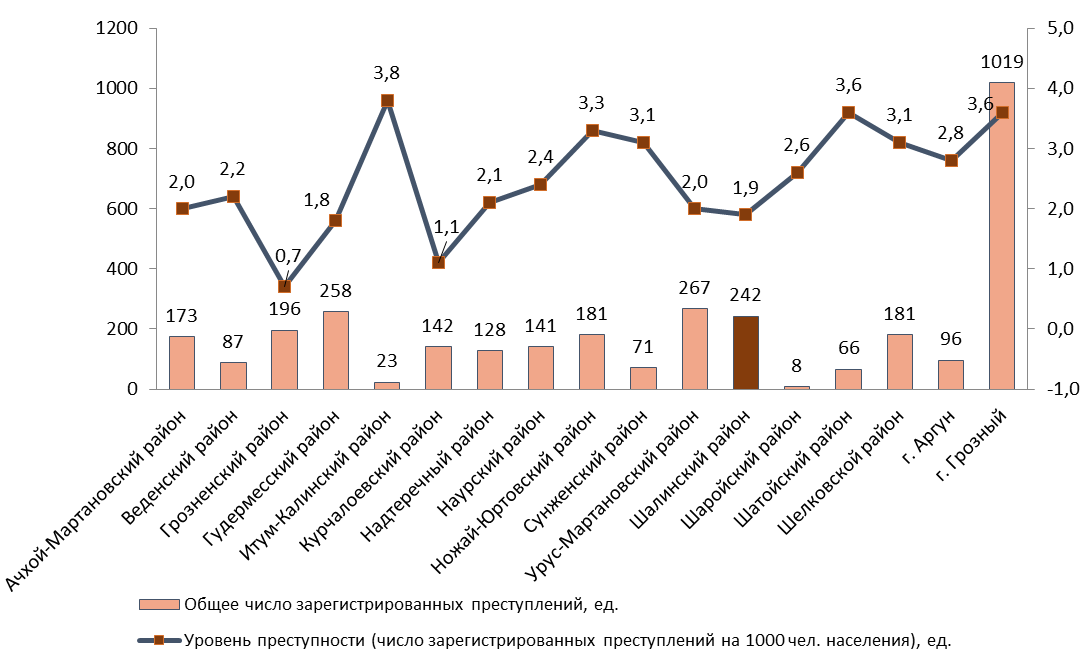 1200
1000
800
600
400
200
0
5,0
4,0
3,0
2,0
1,0
0,0
-1,0
2,0
2,2
0,7
1,8
3,8
1,1
2,1
2,4
3,3
3,1
2,0
1,9
2,6
3,6
3,1
2,8
3,6
173
87
196
258
23
142
128
141
181
71
267
242
8
66
181
96
1019
Ачхой-Мартановский район
Веденский район
Грозненский район
Гудермесский район
Итум-Калинский район
Курчалоевский район
Надтеречный район
Наурский район
Ножай-Юртовский район
Сунженский район
Урус-Мартановский район
Шалинский район
Шаройский район
Шатойский район
Шелковской район
г. Аргун
г. Грозный
Общее число зарегистрированных преступлений, ед.
Уровень преступности (число зарегистрированных преступлений на 1000 чел. населения), ед.